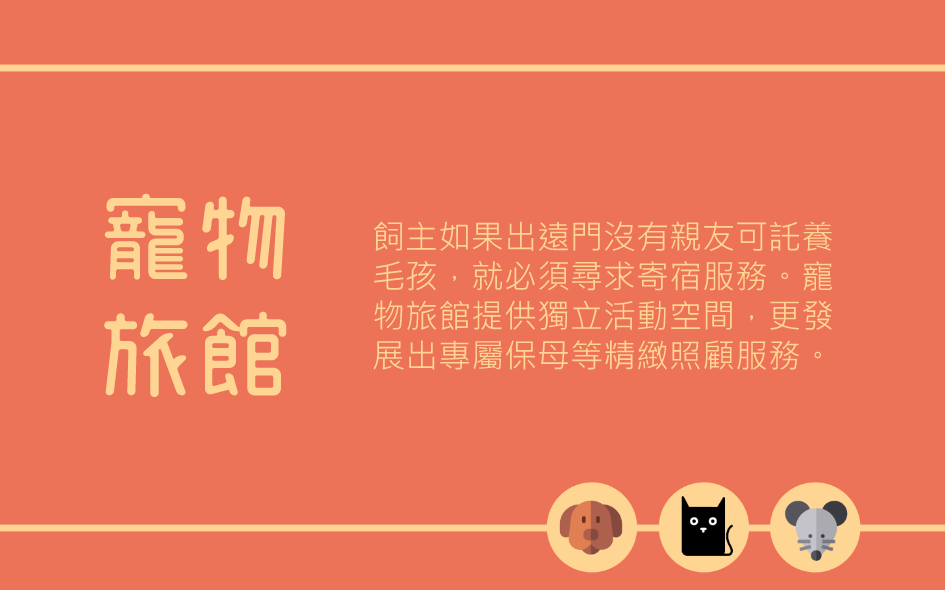 寵物
旅館
飼主如果出遠門沒有親友可託養
毛孩，就必須尋求寄宿服務。寵
物旅館提供獨立活動空間，更發
展出專屬保母等精緻照顧服務。